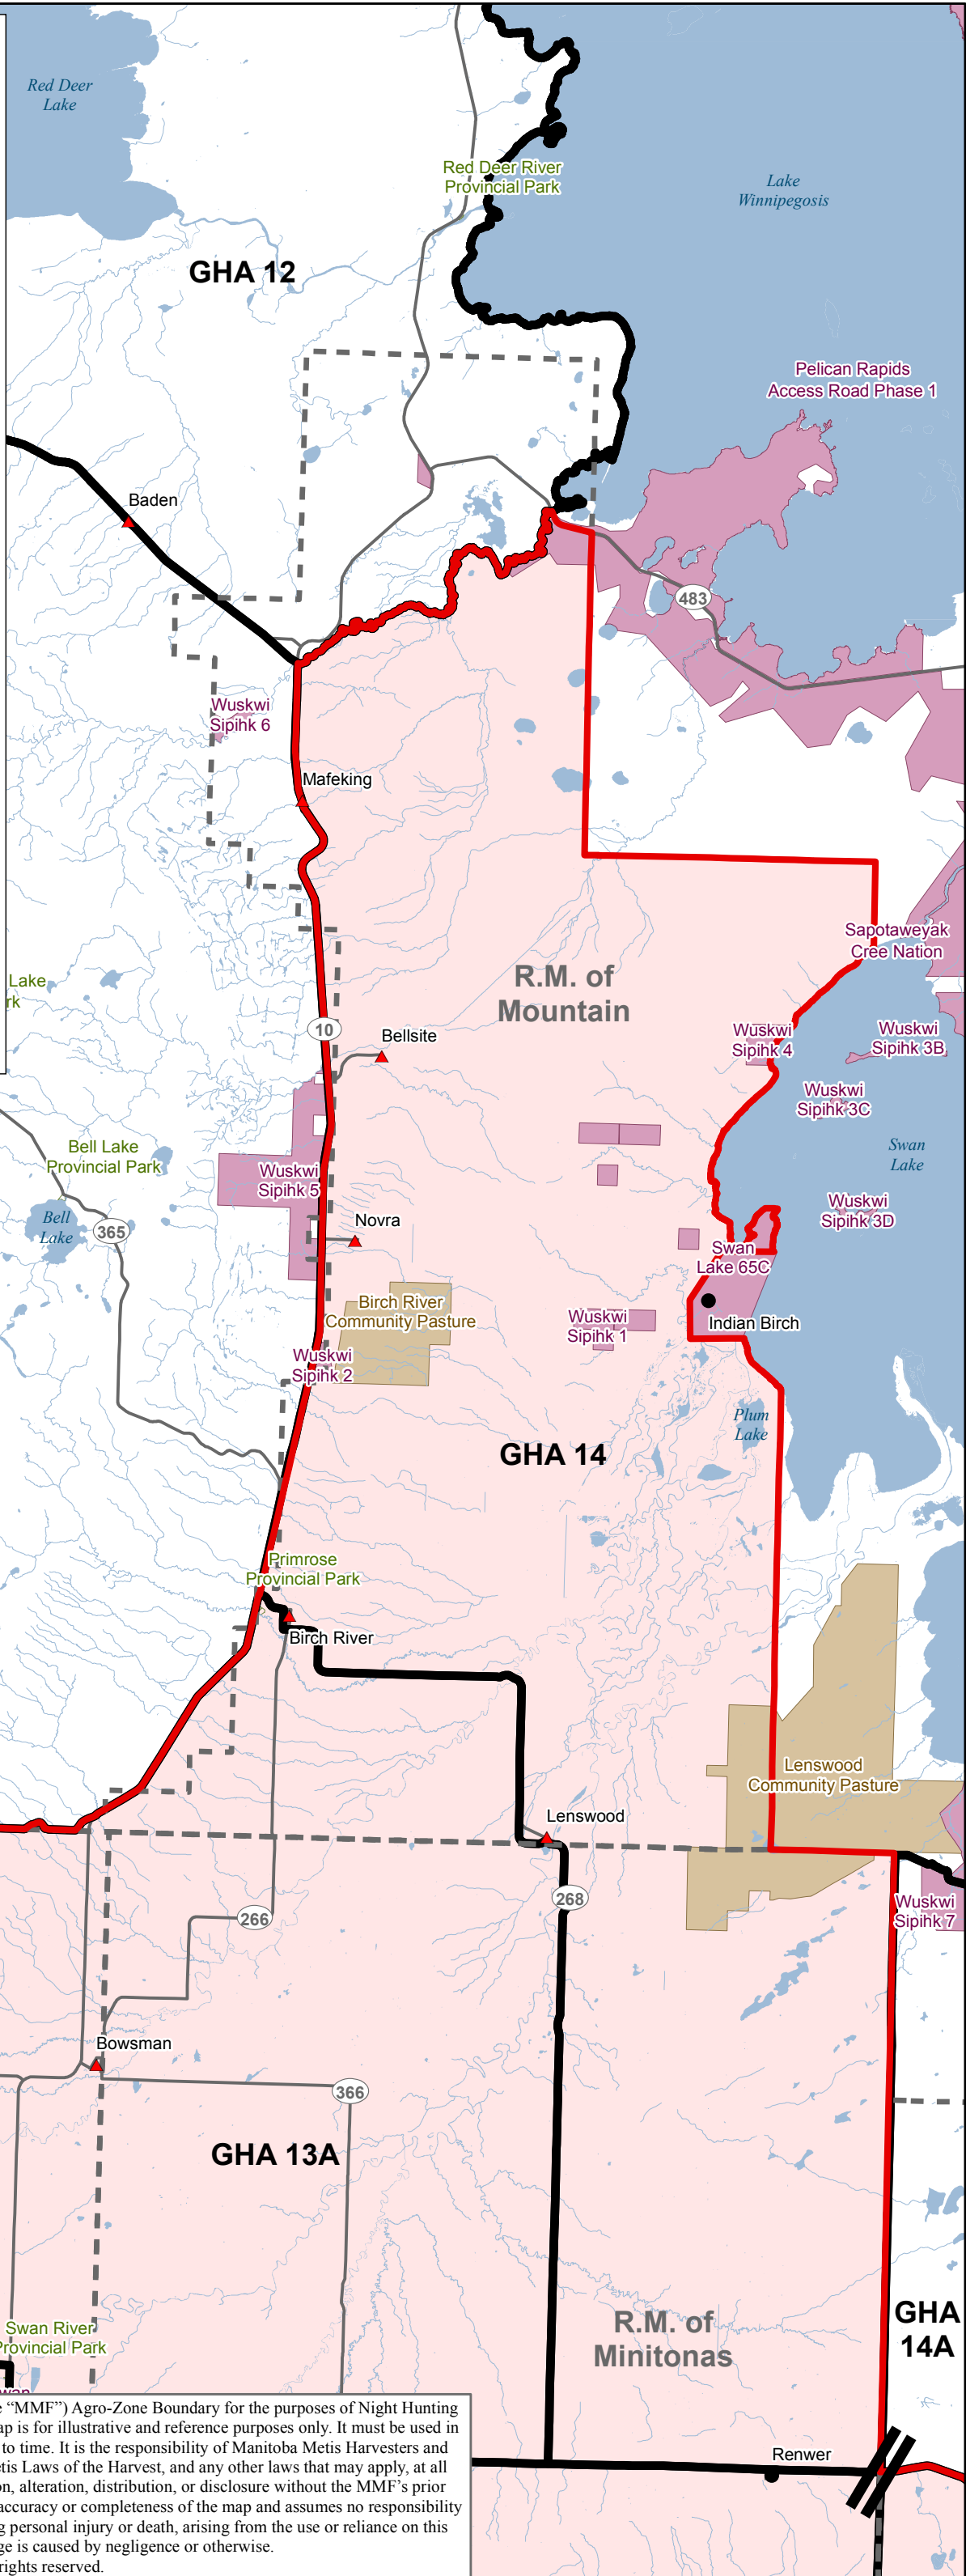 Red Deer
Lake
Red Deer River
Provincial Park
Lake
Winnipegosis
GHA 12
Pelican Rapids
Access Road Phase 1
Baden
483
Wuskwi
Sipihk 6
Mafeking
Sapotaweyak
Cree Nation
Lake
rk
R.M. of
Mountain
10
Bellsite
Wuskwi
Sipihk 4
Wuskwi
Sipihk 3B
Wuskwi
Sipihk 3C
Bell Lake
Provincial Park
Swan
Lake
Wuskwi
Sipihk 5
Wuskwi
Sipihk 3D
Bell
Lake
365
Novra
Swan
Lake 65C
Birch River
Community Pasture
Wuskwi
Sipihk 1
Indian Birch
Wuskwi
Sipihk 2
Plum
Lake
GHA 14
Primrose
Provincial Park
Birch River
Lenswood
Community Pasture
Lenswood
268
266
Wuskwi
Sipihk 7
Bowsman
366
GHA 13A
GHA
14A
Swan River
Provincial Park
R.M. of
Minitonas
wan
e “MMF”) Agro-Zone Boundary for the purposes of Night Hunting
ap is for illustrative and reference purposes only. It must be used in
to time. It is the responsibility of Manitoba Metis Harvesters and
etis Laws of the Harvest, and any other laws that may apply, at all
on, alteration, distribution, or disclosure without the MMF’s prior
accuracy or completeness of the map and assumes no responsibility
g personal injury or death, arising from the use or reliance on this
ge is caused by negligence or otherwise.
rights reserved.
Renwer